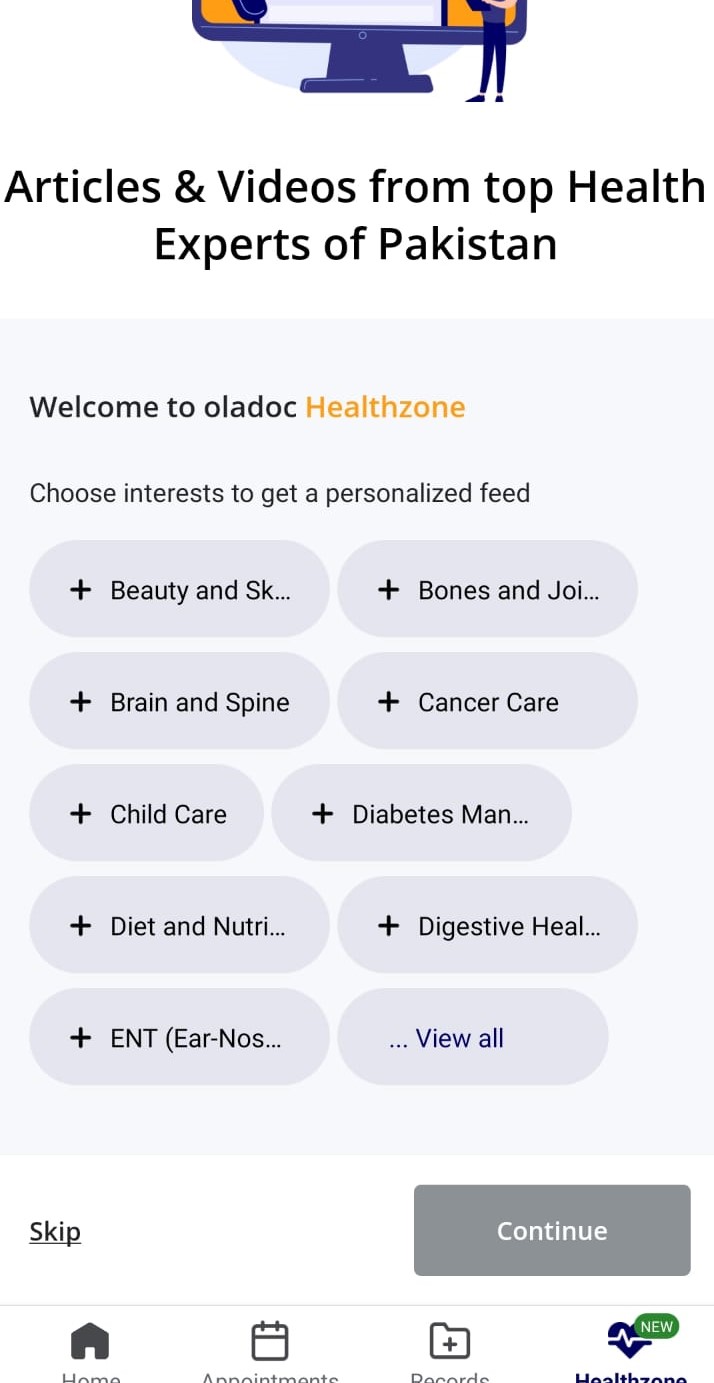 Articles & Videos from top Health
Experts of Pakistan
Welcome to oladoc Healthzone
Choose interests to get a personalized feed
+ Beauty and Sk...
+ Bones and Joi...
+ Brain and Spine
+ Cancer Care
+ Child Care
+ Diabetes Man...
+ Diet and Nutri...
+ Digestive Heal...
+ ENT (Ear-Nos...
... View all
Skip
Continue
NEW
Home
Appointments
Records
Healthzone